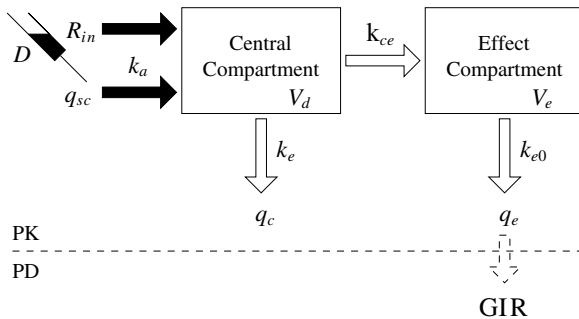 R_in
D
k_a
q_sc
Central
Compartment
V_d
k_ce
Effect
Compartment
V_e
k_e
k_e0
q_c
q_e
PK
PD
GIR